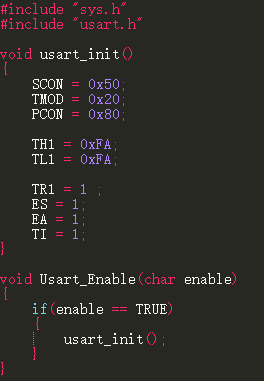 #include "sys.h"
#include "usart.h"
void usart_init()
{
SCON = 0x50;
TMOD = 0x20;
PCON = 0x80;
TH1 = 0xFA;
TL1 = 0xFA;
TR1 = 1 ;
ES = 1;
EA = 1;
TI = 1;
}
void Usart_Enable(char enable)
{
if(enable == TRUE)
{
usart_init();
}
}